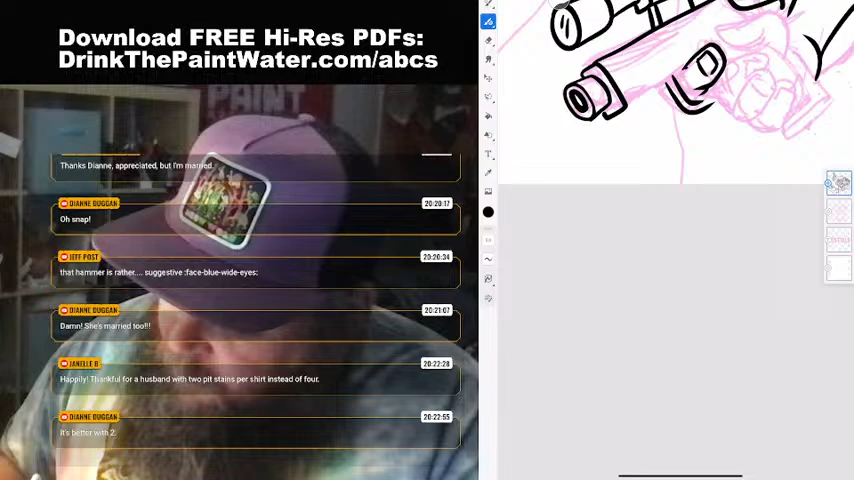 Download FREE Hi-Res PDFs:
DrinkThePaintWater.com/abcs
PAINT
Thanks Dianne, appreciated, but I'm married.
DIANNE DUGGAN 20:20:17
Oh snap!
JEFF POST 20:20:34
that hammer is rather.... suggestive :face-blue-wide-eyes:
DIANNE DUGGAN 20:21:07
Damn! She's married too!!!
JANELLE B 20:22:28
Happily! Thankful for a husband with two pit stains per shirt instead of four.
DIANNE DUGGAN 20:22:55
It's better with 2.